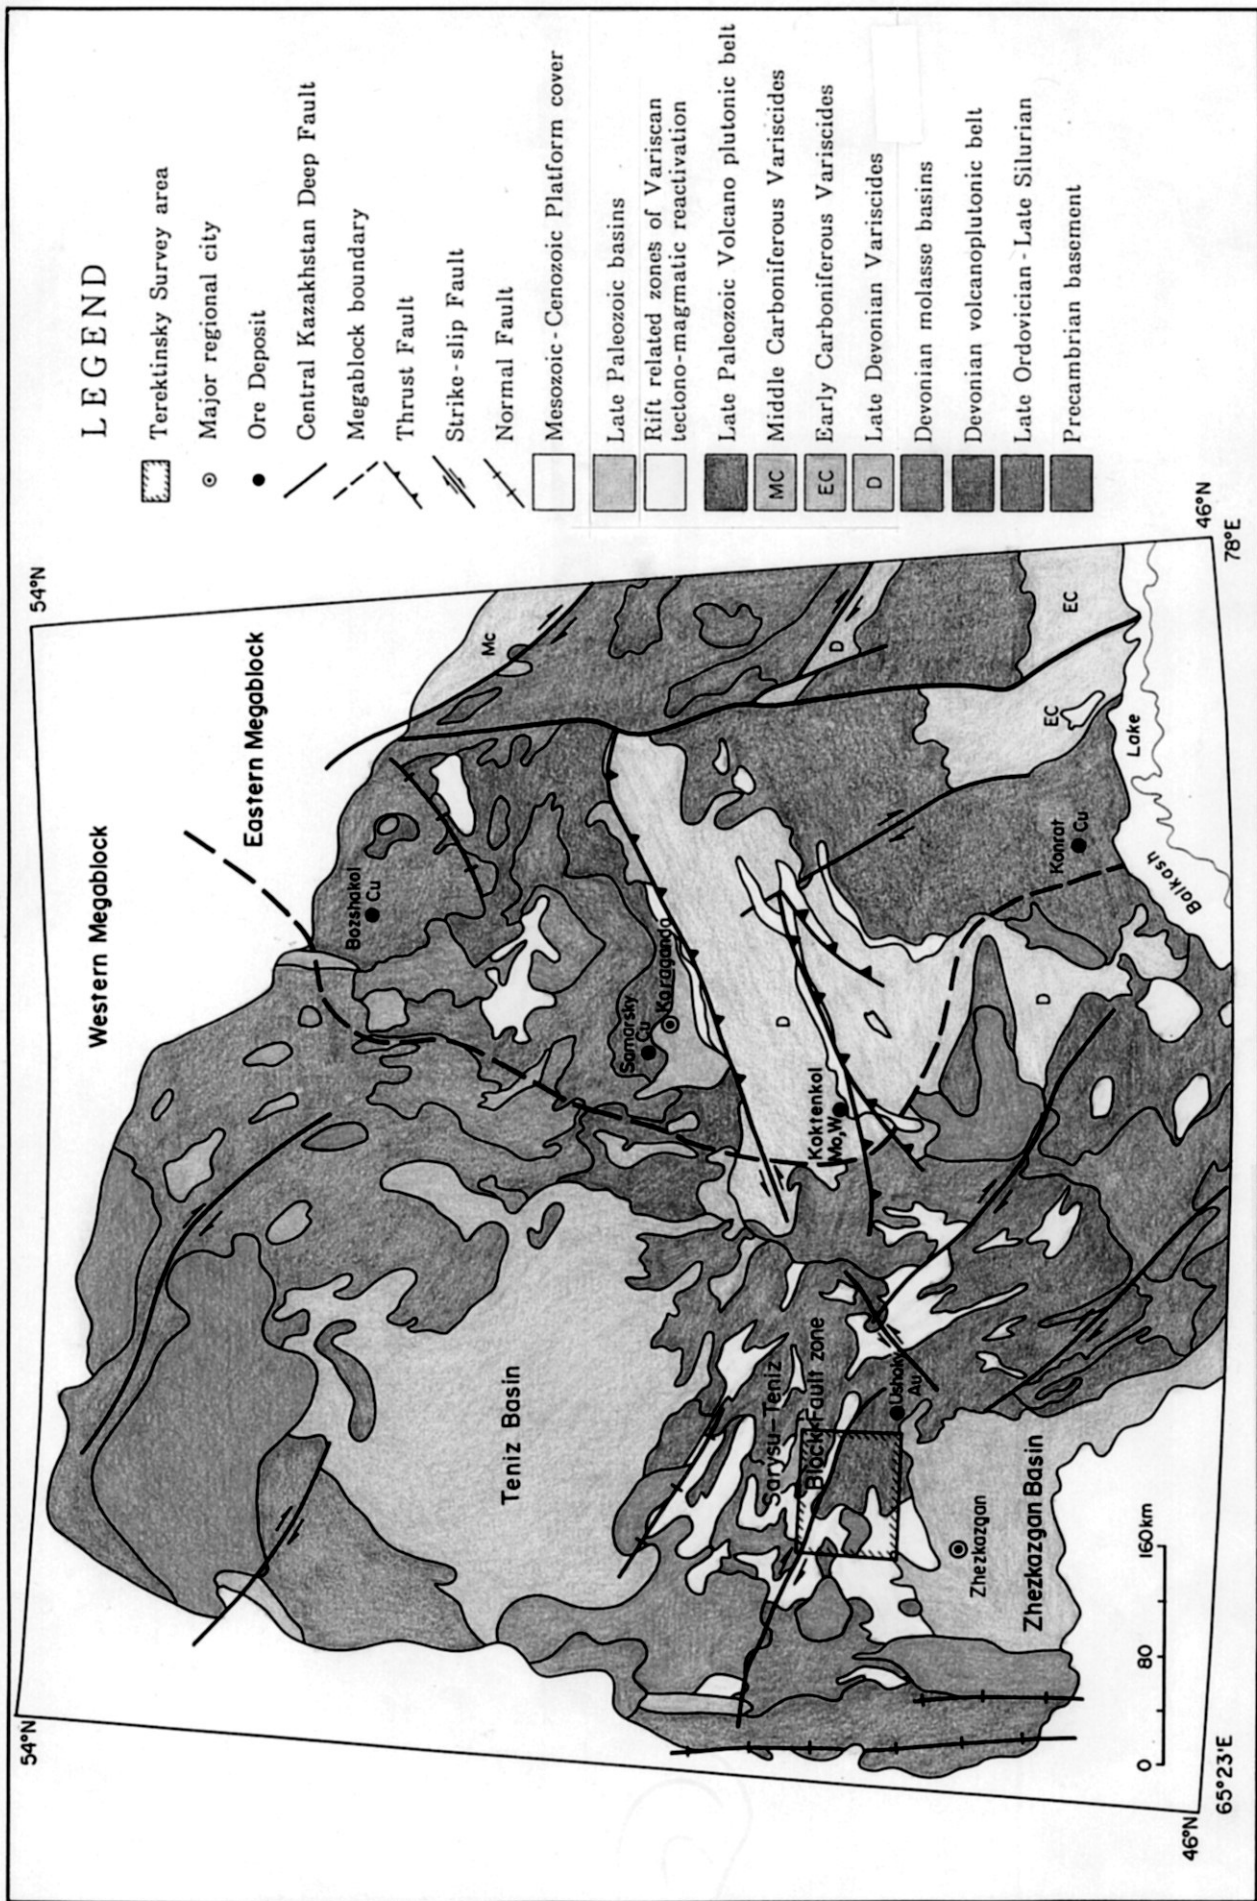 54°N
54°N
Western Megablock
Eastern Megablock
Mc
D
Bozshakol
Cu
Teniz Basin
Samarsky
Cu
Karaganda
D
D
EC
EC
Koktenkol
Mo,W
Sarysu-Teniz
Block Fault zone
Ushoky
Au
Konrat
Cu
D
Lake
Balkash
Zhezkazgan
Zhezkazgan Basin
0 80 160km
46°N
65°23'E
46°N
78°E
LEGEND
Terektinsky Survey area
Major regional city
Ore Deposit
Central Kazakhstan Deep Fault
Megablock boundary
Thrust Fault
Strike-slip Fault
Normal Fault
Mesozoic-Cenozoic Platform cover
Late Paleozoic basins
Rift related zones of Variscan
tectono-magmatic reactivation
Late Paleozoic Volcano plutonic belt
MC Middle Carboniferous Variscides
EC Early Carboniferous Variscides
D Late Devonian Variscides
Devonian molasse basins
Devonian volcanoplutonic belt
Late Ordovician-Late Silurian
Precambrian basement